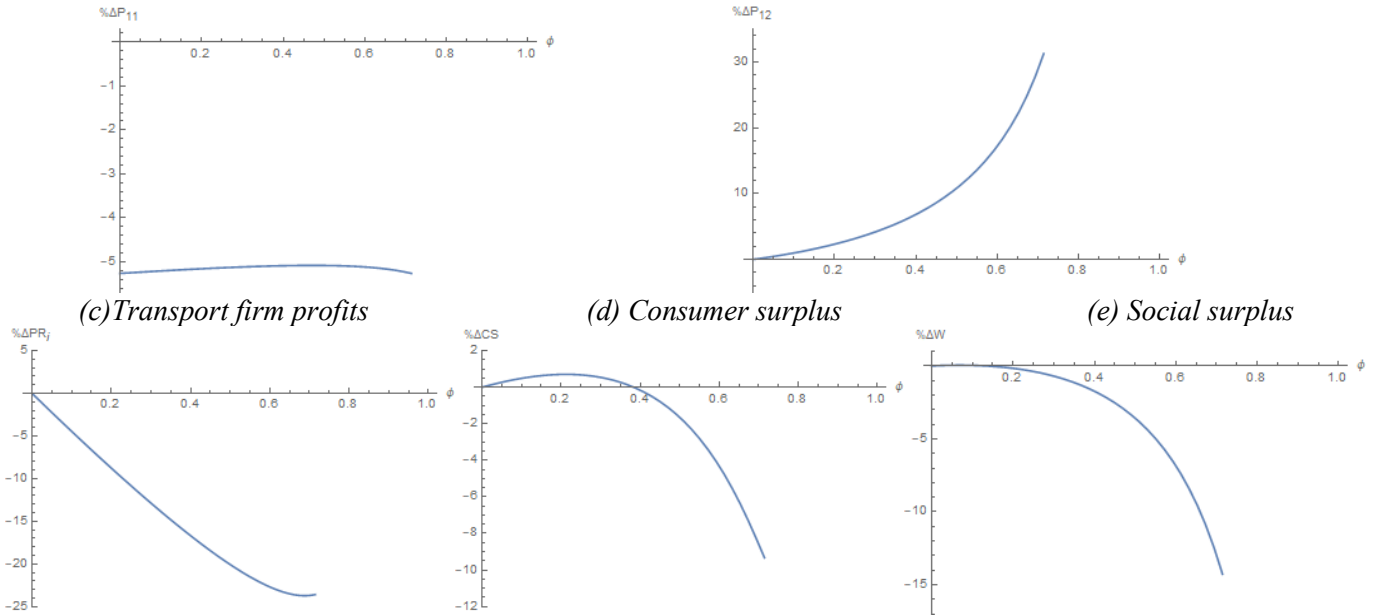 %ΔP11
ϕ
0.2 0.4 0.6 0.8 1.0
-1
-2
-3
-4
-5
%ΔP12
30
20
10
0.2 0.4 0.6 0.8 1.0
ϕ
(c)Transport firm profits
(d) Consumer surplus
(e) Social surplus
%ΔPRi
5
0.2 0.4 0.6 0.8 1.0
ϕ
-5
-10
-15
-20
-25
%ΔCS
2
0.2 0.4 0.6 0.8 1.0
ϕ
-2
-4
-6
-8
-10
-12
%ΔW
0.2 0.4 0.6 0.8 1.0
ϕ
-5
-10
-15